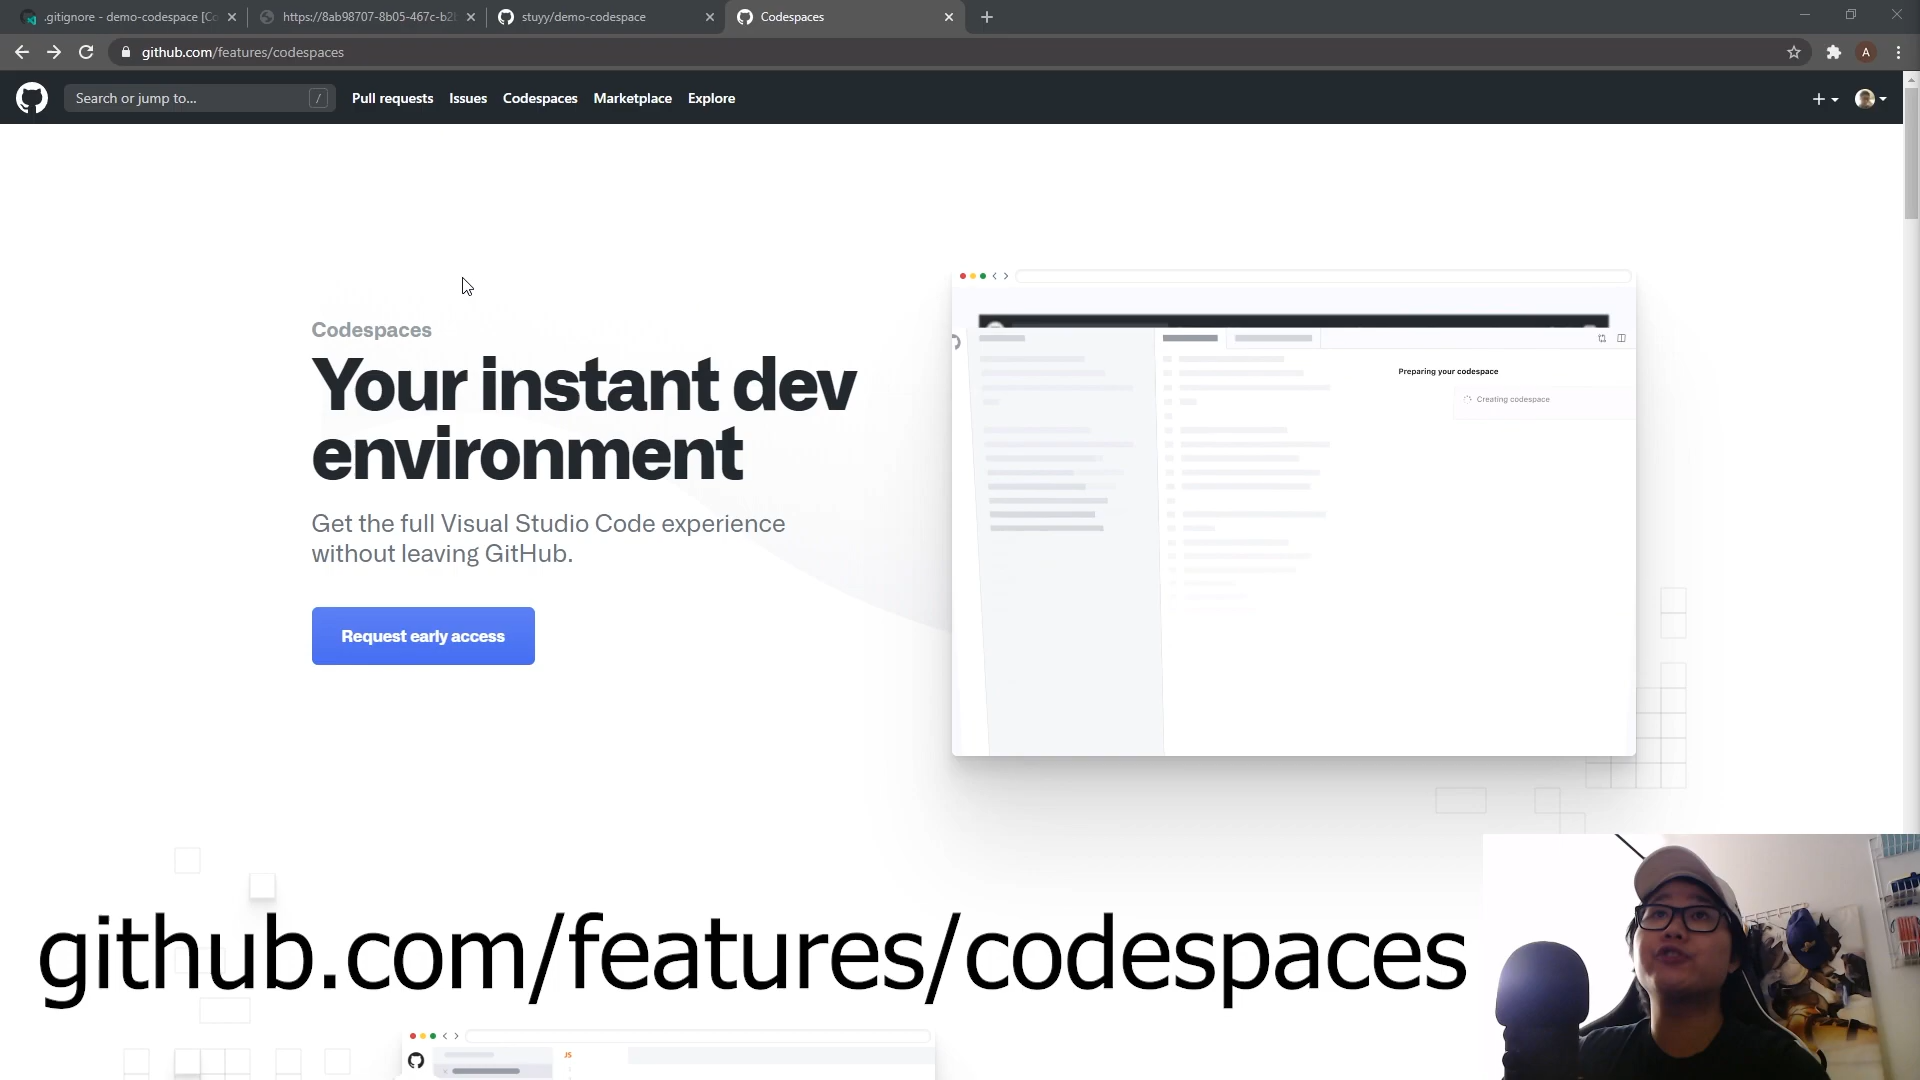 .gitignore - demo-codespace [Co
https://8ab98707-8b05-467c-b2
stuyy/demo-codespace
Codespaces
github.com/features/codespaces
A
Search or jump to...
/
Pull requests
Issues
Codespaces
Marketplace
Explore
Codespaces
Your instant dev
environment
Get the full Visual Studio Code experience
without leaving GitHub.
Request early access
Preparing your codespace
Creating codespace
github.com/features/codespaces
JS